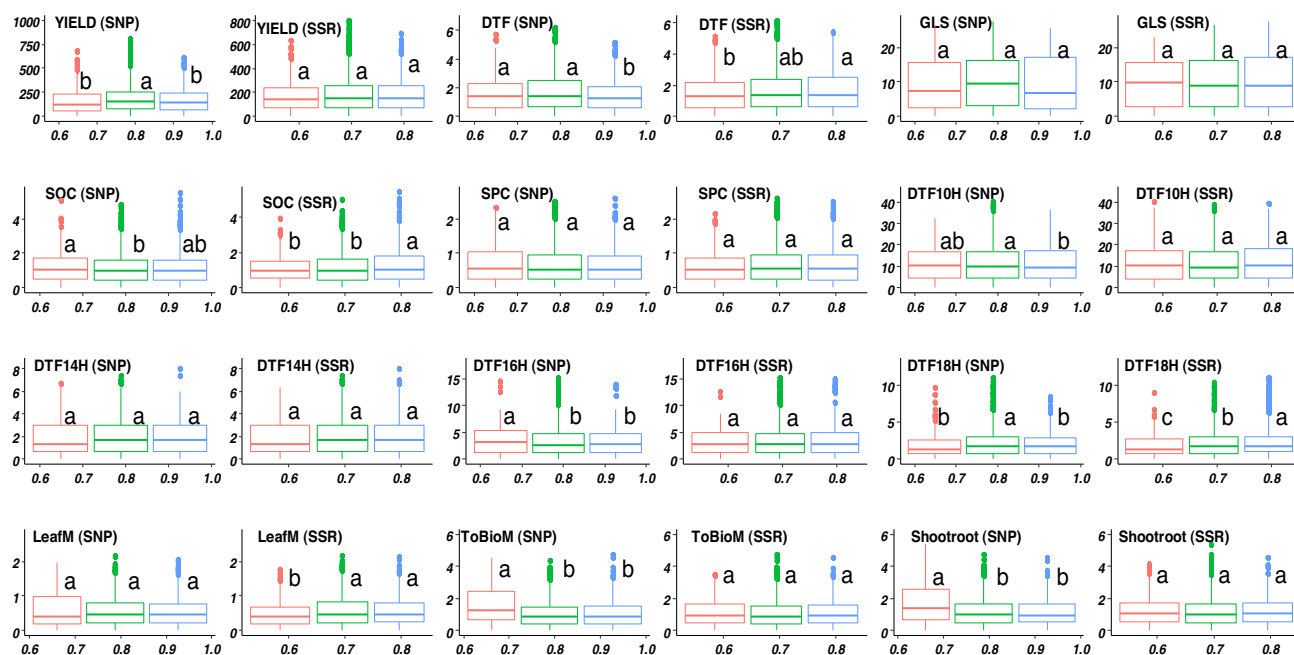 YIELD (SNP) YIELD (SSR) DTF (SNP) DTF (SSR) GLS (SNP) GLS (SSR)
1000 750 500 250 0
800 600 400 200 0
6 4 2 0
6 4 2 0
20 10 0
20 10 0
b a b
a a a
a a b
b ab a
a a a
a a a
0.6 0.7 0.8 0.9 1.0
0.6 0.7 0.8
0.6 0.7 0.8 0.9 1.0
0.6 0.7 0.8
0.6 0.7 0.8 0.9 1.0
0.6 0.7 0.8
SOC (SNP) SOC (SSR) SPC (SNP) SPC (SSR) DTF10H (SNP) DTF10H (SSR)
4 2 0
6 4 2 0
2 1 0
2 1 0
40 30 20 10 0
40 30 20 10 0
a b ab
b b a
a a a
a a a
ab a b
a a a
0.6 0.7 0.8 0.9 1.0
0.6 0.7 0.8
0.6 0.7 0.8 0.9 1.0
0.6 0.7 0.8
0.6 0.7 0.8 0.9 1.0
0.6 0.7 0.8
DTF14H (SNP) DTF14H (SSR) DTF16H (SNP) DTF16H (SSR) DTF18H (SNP) DTF18H (SSR)
8 6 4 2 0
8 6 4 2 0
15 10 5 0
15 10 5 0
10 5 0
10 5 0
a a a
a a a
a b b
a a a
b a b
c b a
0.6 0.7 0.8 0.9 1.0
0.6 0.7 0.8
0.6 0.7 0.8 0.9 1.0
0.6 0.7 0.8
0.6 0.7 0.8 0.9 1.0
0.6 0.7 0.8
LeafM (SNP) LeafM (SSR) ToBioM (SNP) ToBioM (SSR) Shootroot (SNP) Shootroot (SSR)
2 1 0
2 1 0
6 4 2 0
6 4 2 0
6 4 2 0
6 4 2 0
a a a
b a a
a b b
a a a
a b b
a a a
0.6 0.7 0.8 0.9 1.0
0.6 0.7 0.8
0.6 0.7 0.8 0.9 1.0
0.6 0.7 0.8
0.6 0.7 0.8 0.9 1.0
0.6 0.7 0.8